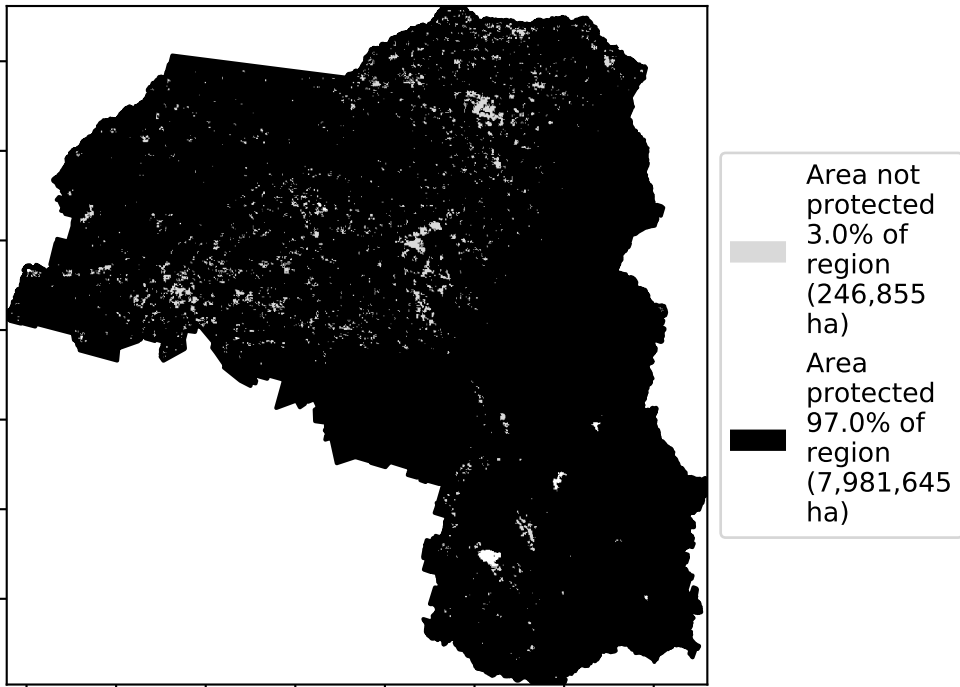 Area not
protected
3.0% of
region
(246,855
ha)
Area
protected
97.0% of
region
(7,981,645
ha)